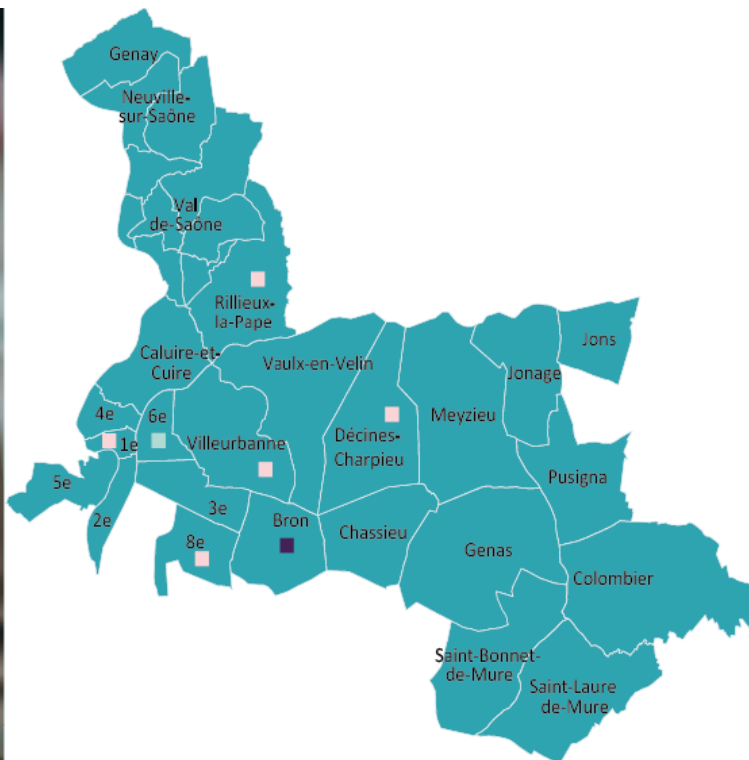 Genay
Neuville-
sur-Saône
Val
de-Saône
Rillieux-
la-Pape
Jons
Caluire-et-
Cuire
Vaulx-en-Velin
Jonage
4e
6e
Meyzieu
1e
Villeurbanne
Décines-
Charpieu
5e
Pusigna
2e
3e
Bron
Chassieu
8e
Genas
Colombier
Saint-Bonnet-
de-Mure
Saint-Laure
de-Mure